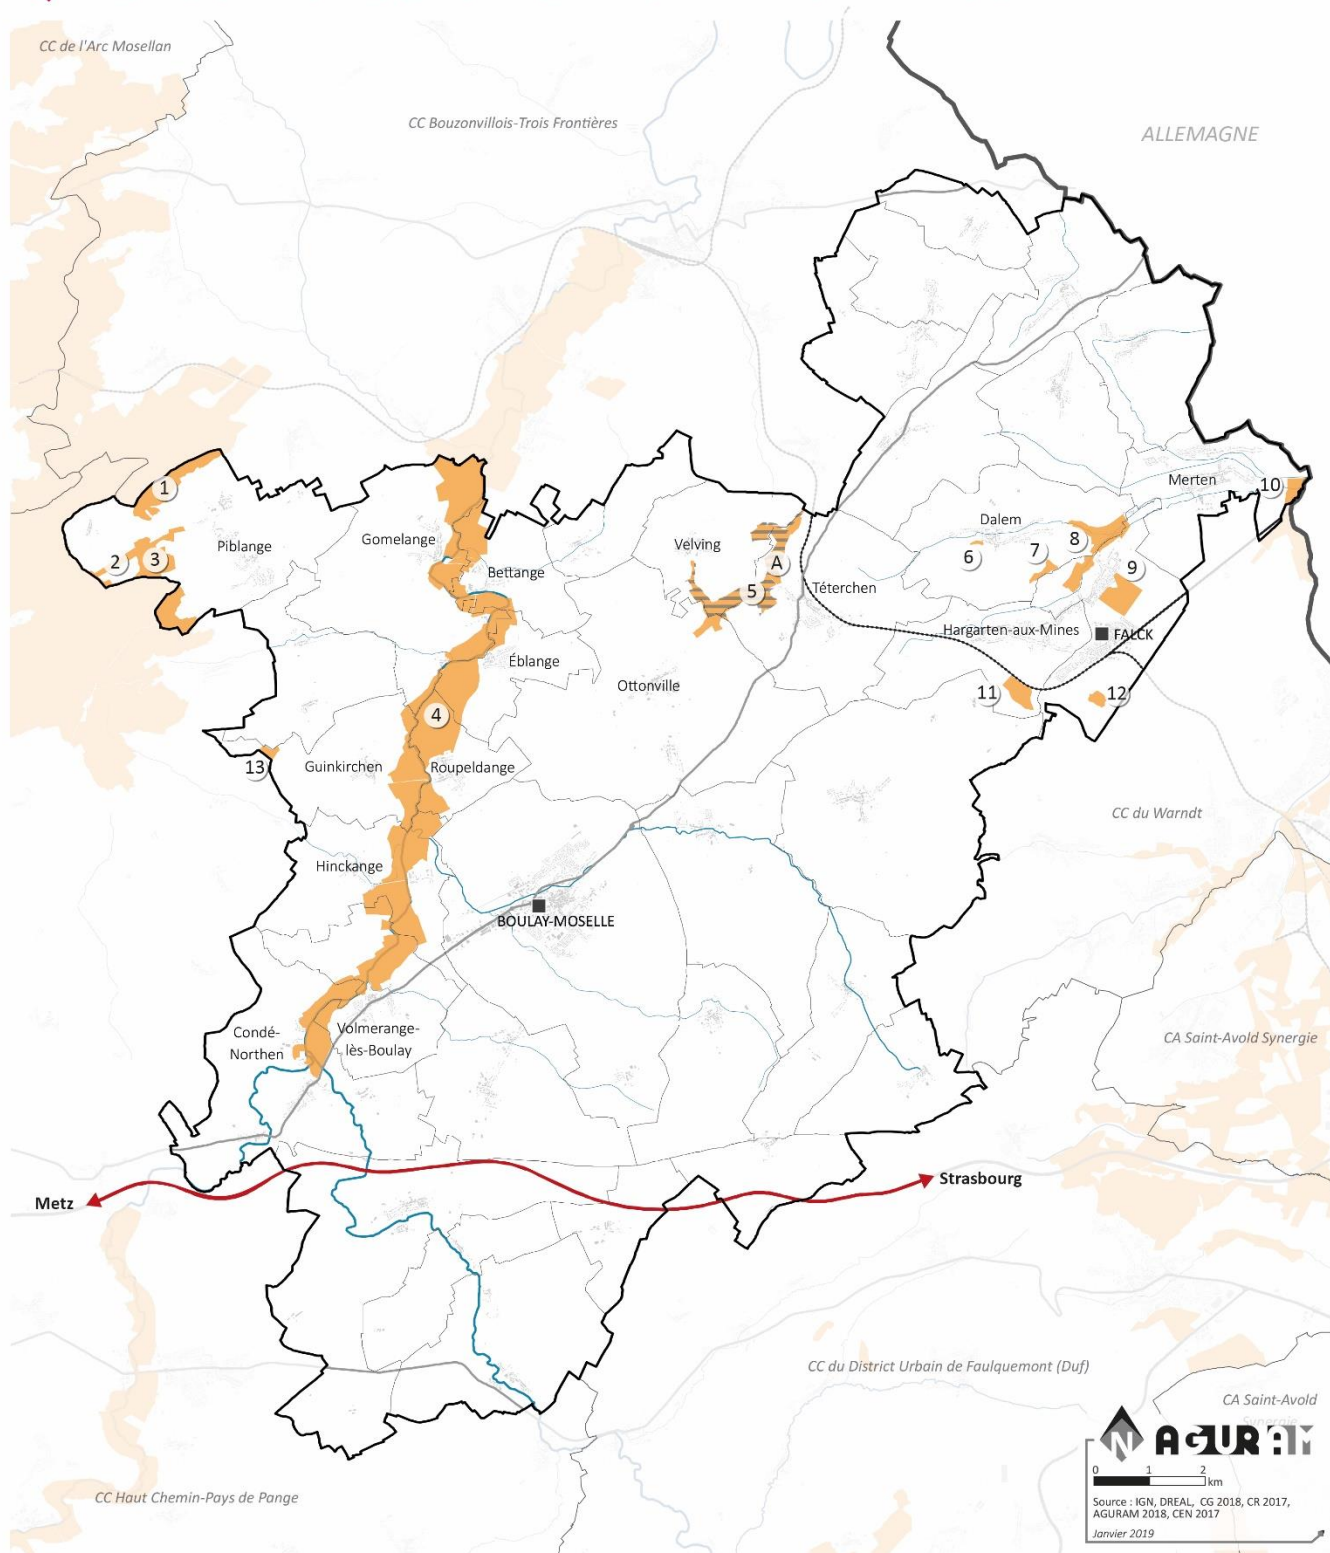 CC de l'Arc Mosellan
CC Bouzonvillois-Trois Frontières
ALLEMAGNE
Merten
10
1
Dalem
Gomelange
Velving
8
Piblange
2
3
6
7
9
Bettange
A
5
Téterchen
Hargarten-aux-Mines
FALCK
Éblange
Ottonville
11
12
4
13
Guinkirchen
Roupeldange
CC du Warndt
Hinckange
BOULAY-MOSELLE
Condé-
Northen
Volmerange-
lès-Boulay
CA Saint-Avold Synergie
Metz
Strasbourg
CC du District Urbain de Faulquemont (Duf)
CA Saint-Avold
Synergie
N
AGURAM
0 1 2
km
Source : IGN, DREAL, CG 2018, CR 2017,
AGURAM 2018, CEN 2017
Janvier 2019
CC Haut Chemin-Pays de Pange